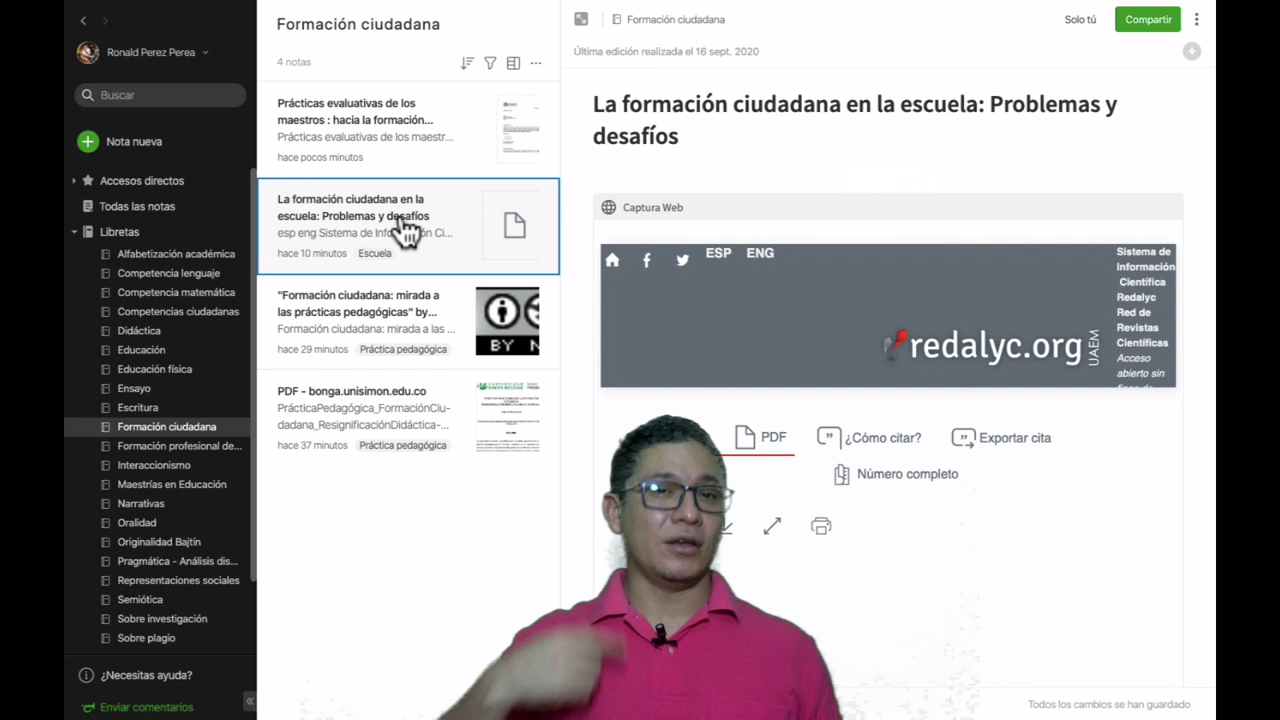 Ronald Perez Perea
Buscar
Nota nueva
Accesos directos
Todas las notas
Libretas
Alfabetización académica
Competencia lenguaje
Competencia matemática
Competencias ciudadanas
Didáctica
Educación
Educación física
Ensayo
Escritura
Formación ciudadana
Formación profesional de...
Interaccionismo
Maestrías en Educación
Narrativas
Oralidad
Originalidad Bajtín
Pragmática - Análisis dis...
Representaciones sociales
Semiótica
Sobre investigación
Sobre plagio
¿Necesitas ayuda?
Enviar comentarios
Formación ciudadana
4 notas
Prácticas evaluativas de los
maestros : hacia la formación...
Prácticas evaluativas de los maestr...
hace pocos minutos
La formación ciudadana en la
escuela: Problemas y desafíos
esp eng Sistema de Ci...
hace 10 minutos Escuela
"Formación ciudadana: mirada a
las prácticas pedagógicas" by...
Formación ciudadana: mirada a las ...
hace 29 minutos Práctica pedagógica
BY
PDF - bonga.unisimon.edu.co
PrácticaPedagógica_FormaciónCiu-
dadana_ResignificaciónDidáctica-...
hace 37 minutos Práctica pedagógica
Formación ciudadana
Solo tú
Compartir
Última edición realizada el 16 sept. 2020
La formación ciudadana en la escuela: Problemas y
desafíos
Captura Web
ESP ENG
Sistema de
Información
Científica
Redalyc
Red de
Revistas
Científicas
Acceso
abierto sin
redalyc.org UAEM
PDF ¿Cómo citar? Exportar cita
Número completo
Todos los cambios se han guardado